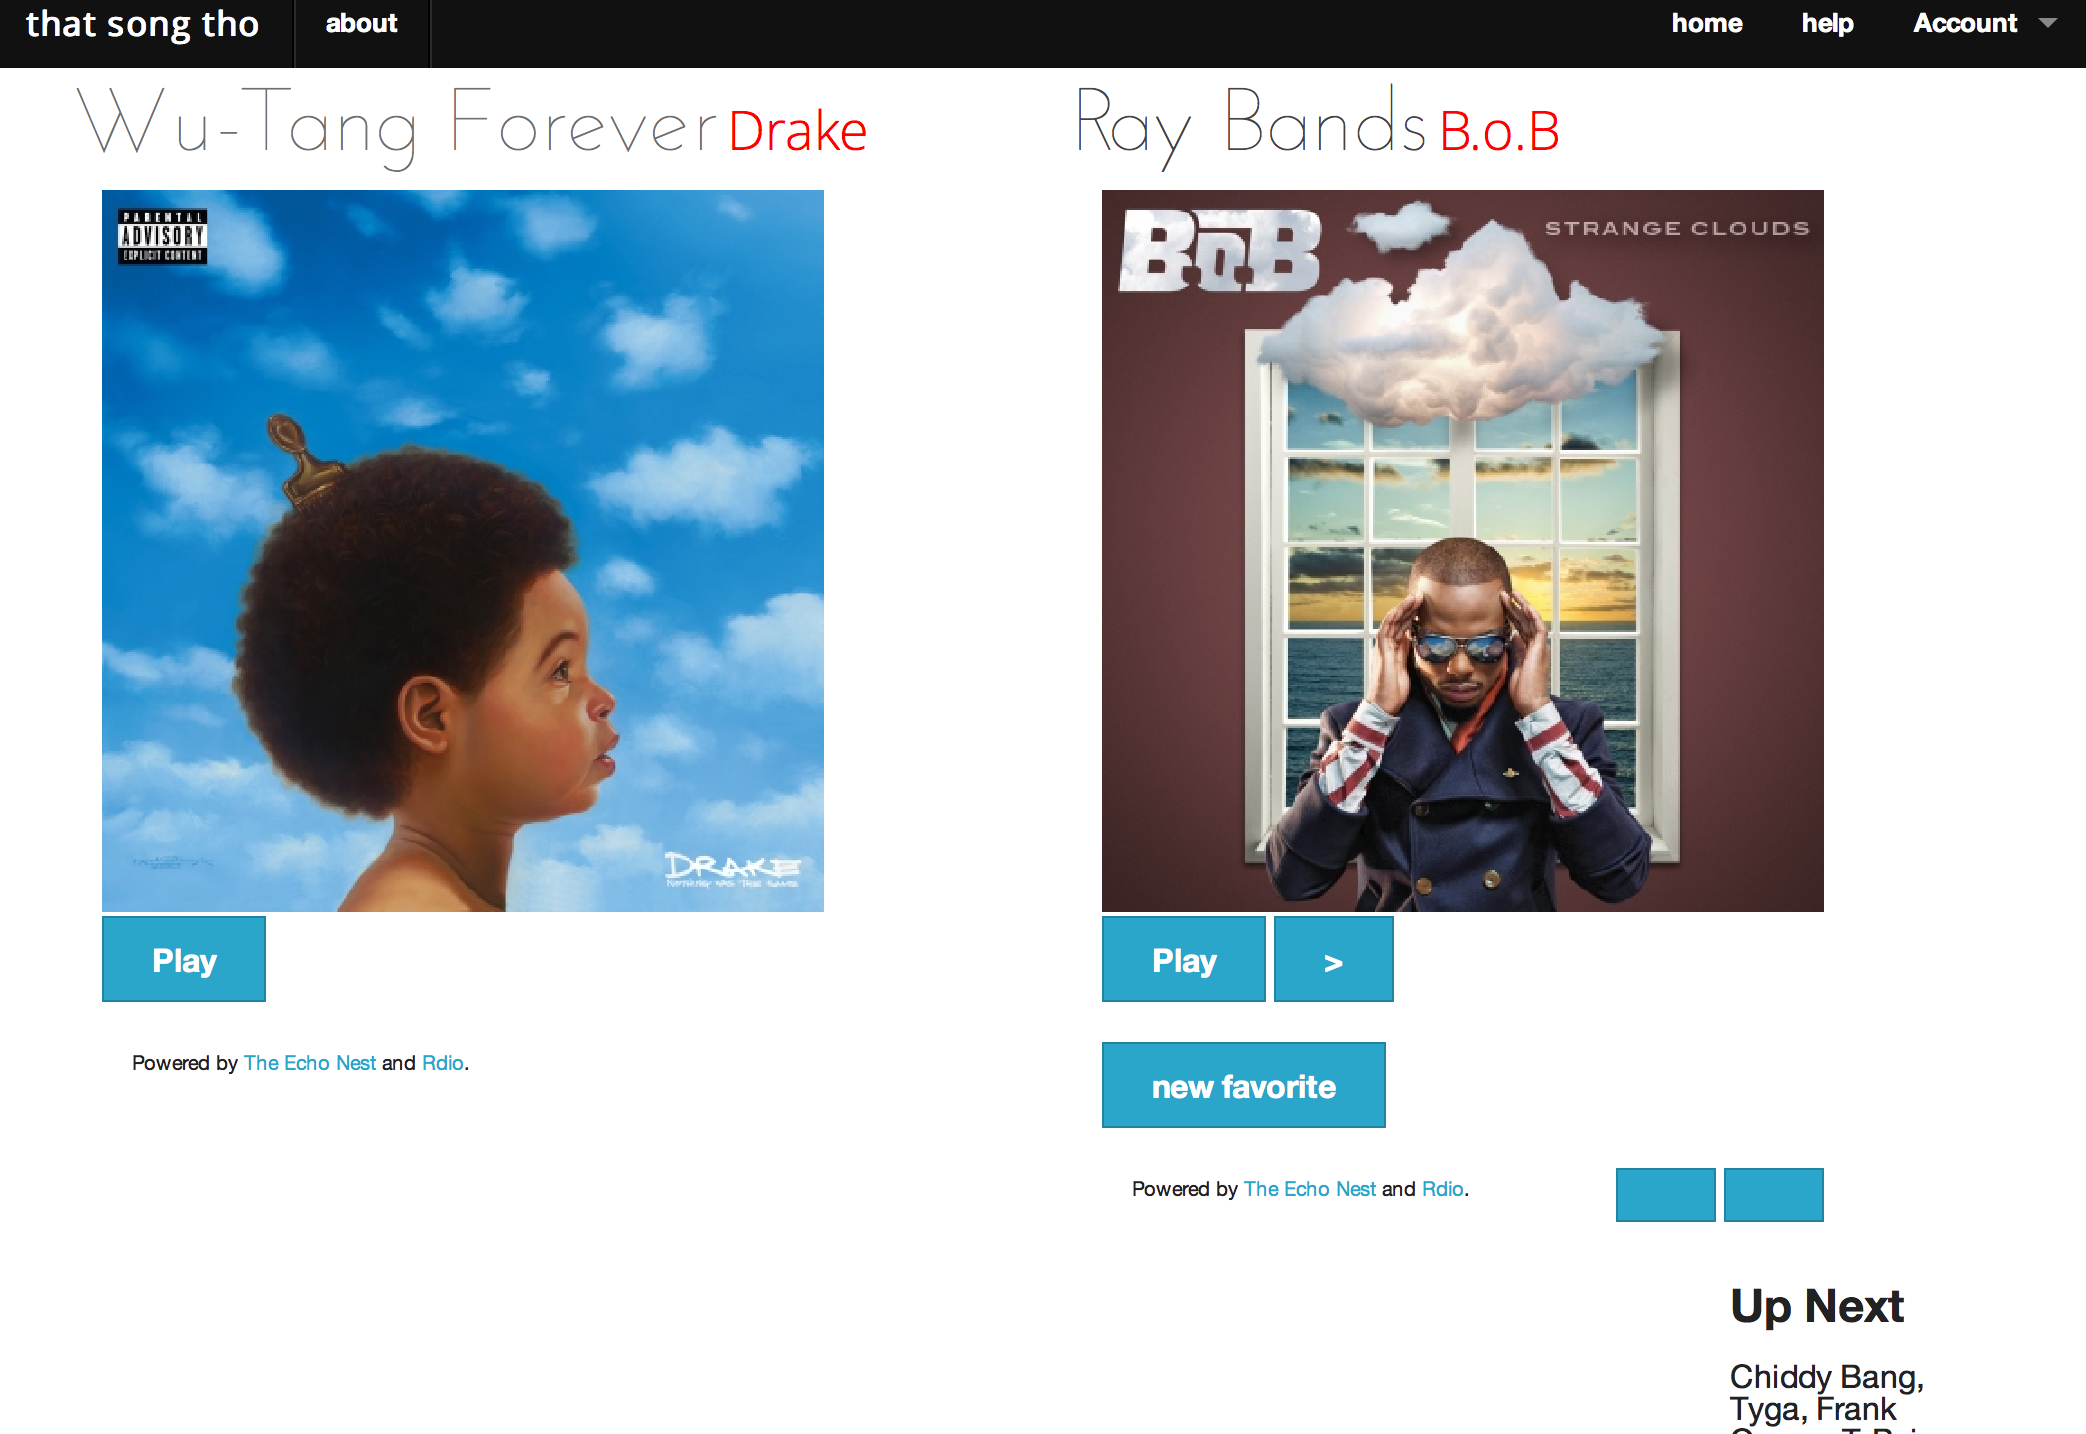 that song tho
about
home
help
Account
Wu-Tang Forever Drake
PARENTAL
ADVISORY
EXPLICIT CONTENT
DRAKE
NOTHING WAS THE SAME
Play
Powered by The Echo Nest and Rdio.
Ray Bands B.o.B
B.o.B
STRANGE CLOUDS
Play
>
new favorite
Powered by The Echo Nest and Rdio.
Up Next
Chiddy Bang,
Tyga, Frank